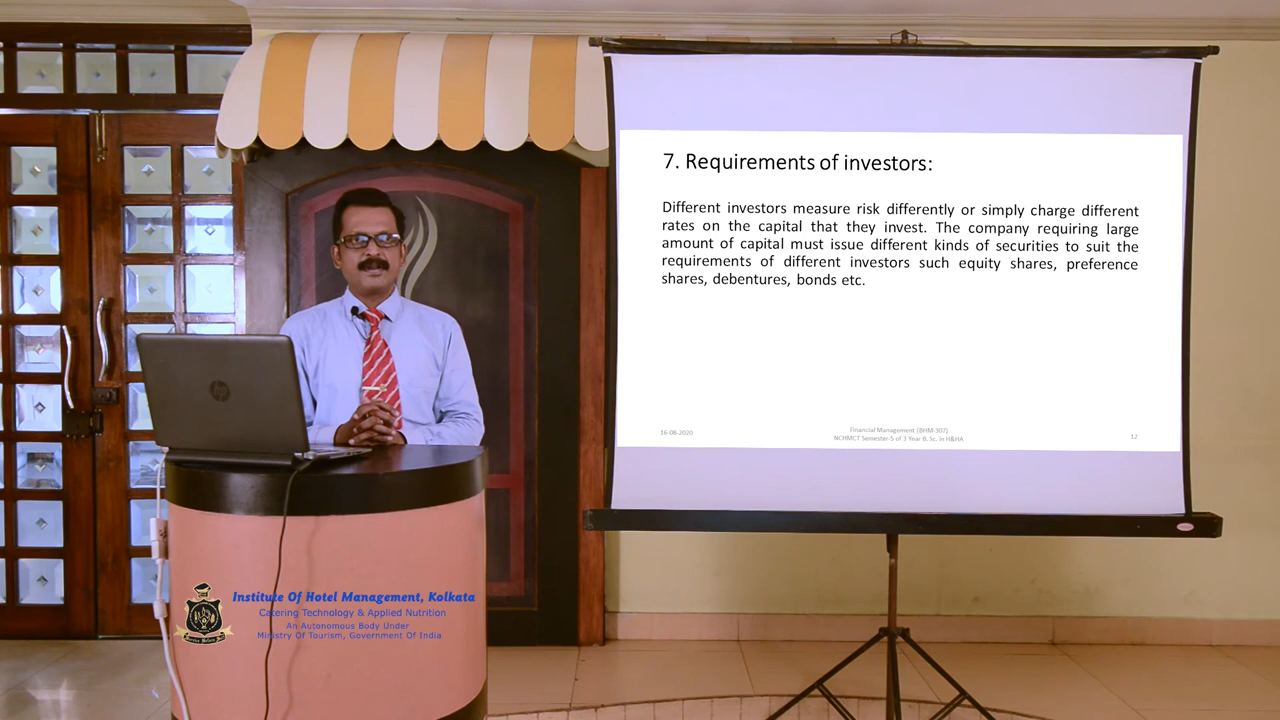 7. Requirements of investors:
Different investors measure risk differently or simply charge different
rates on the capital that they invest. The company requiring large
amount of capital must issue different kinds of securities to suit the
requirements of different investors such equity shares, preference
shares, debentures, bonds etc.
16-08-2020
Financial Management (BHM-307)
NCHMCT Semester-5 of 3 Year B. Sc. in H&HA
12
Institute Of Hotel Management, Kolkata
Catering Technology & Applied Nutrition
An Autonomous Body Under
Ministry Of Tourism, Government Of India
hp